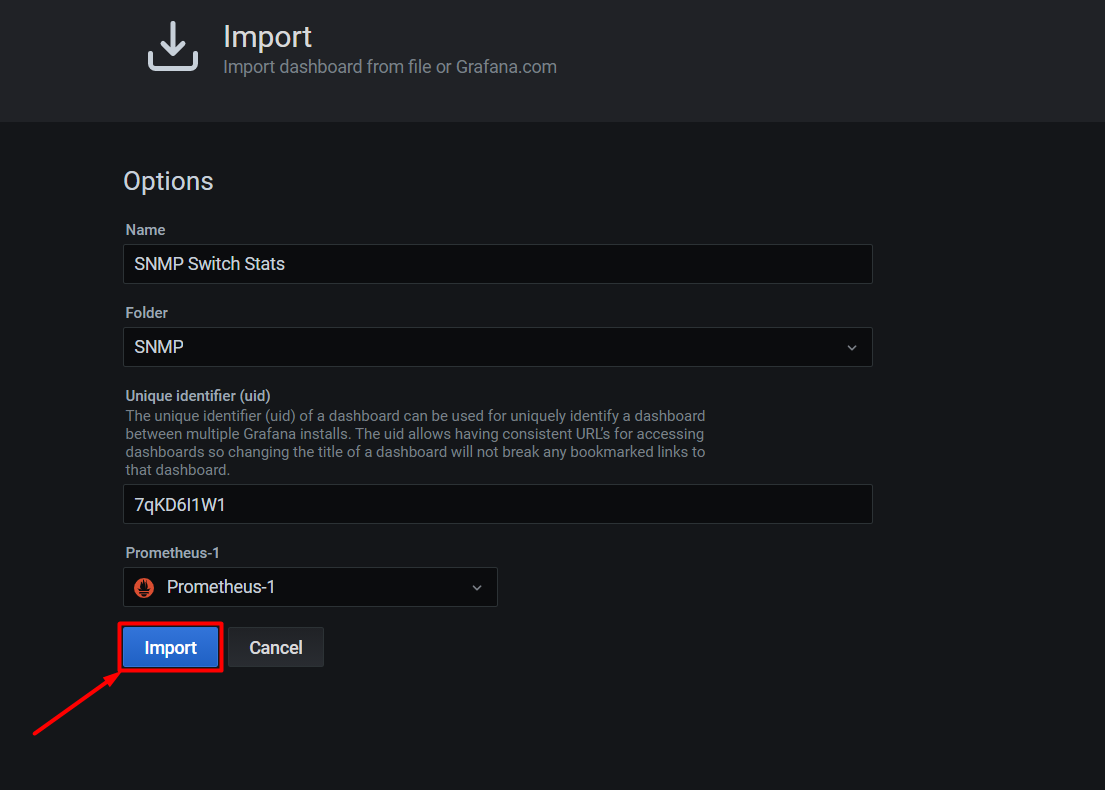 Import
Import dashboard from file or Grafana.com
Options
Name
SNMP Switch Stats
Folder
SNMP
Unique identifier (uid)
The unique identifier (uid) of a dashboard can be used for uniquely identify a dashboard
between multiple Grafana installs. The uid allows having consistent URL's for accessing
dashboards so changing the title of a dashboard will not break any bookmarked links to
that dashboard.
7qKD6I1W1
Prometheus-1
Prometheus-1
Import Cancel